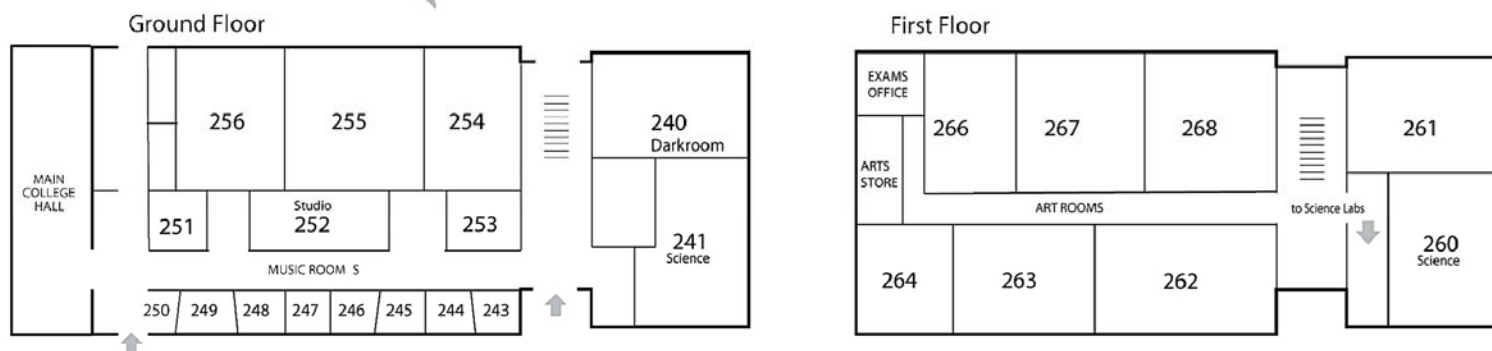 Ground Floor
MAIN
COLLEGE
HALL
256
255
254
251
Studio
252
253
MUSIC ROOM S
250
249
248
247
246
245
244
243
240
Darkroom
241
Science
First Floor
EXAMS
OFFICE
266
267
268
261
ARTS
STORE
ART ROOMS
to Science Labs
264
263
262
260
Science